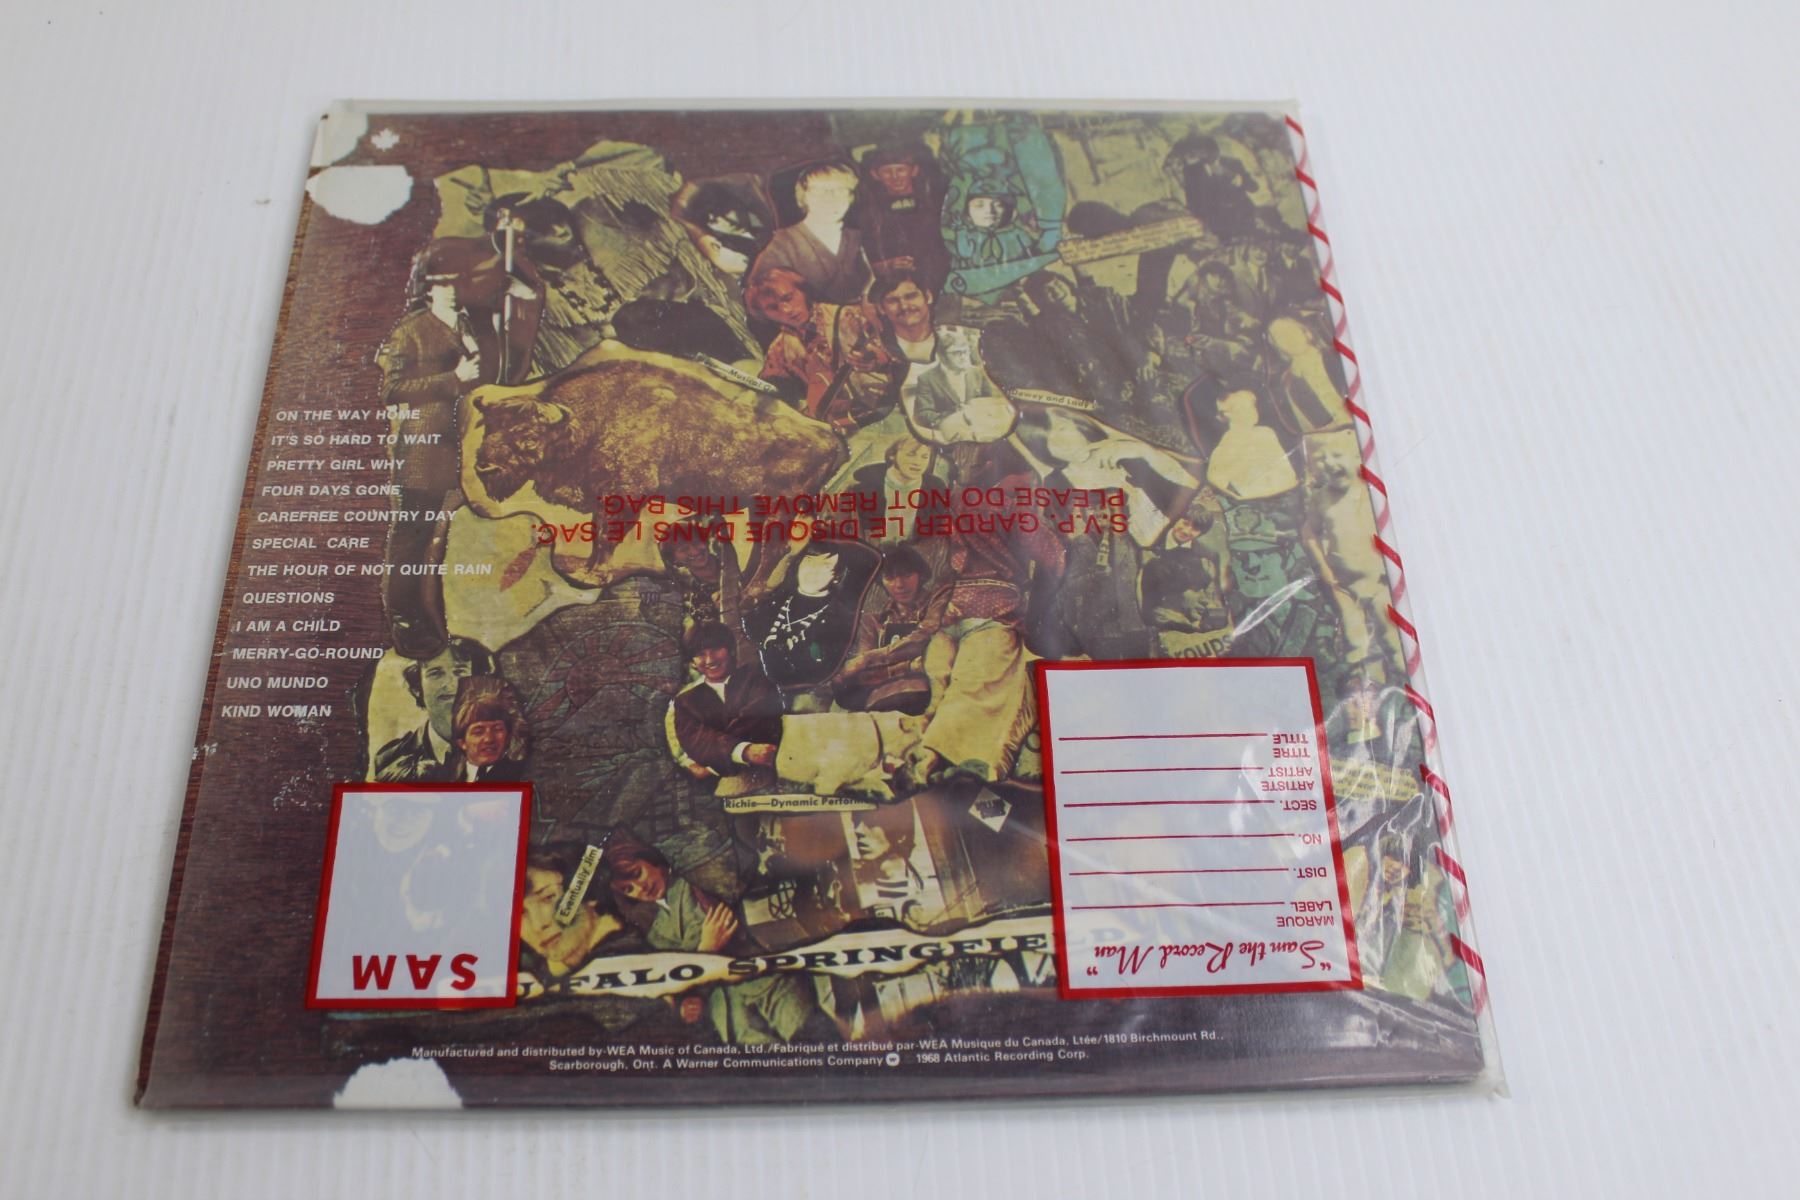 ON THE WAY HOME
IT'S SO HARD TO WAIT
PRETTY GIRL WHY
FOUR DAYS GONE
CAREFREE COUNTRY DAY
SPECIAL CARE
THE HOUR OF NOT QUITE RAIN
QUESTIONS
I AM A CHILD
MERRY-GO-ROUND
UNO MUNDO
KIND WOMAN
Musical
Dewey and Lady
S.V.P. GARDER LE DISQUE DANS LE SAC.
PLEASE DO NOT REMOVE THIS BAG.
Richie—Dynamic Perform
Eventually Jim
FALO SPRINGFIE
SAM
"Sam the Record Man"
MARQUE
LABEL
DIST.
NO.
SECT.
ARTISTE
ARTIST
TITRE
TITLE
Manufactured and distributed by-WEA Music of Canada, Ltd./Fabriqué et distribué par-WEA Musique du Canada, Ltée/1810 Birchmount Rd.,
Scarborough, Ont. A Warner Communications Company 1968 Atlantic Recording Corp.